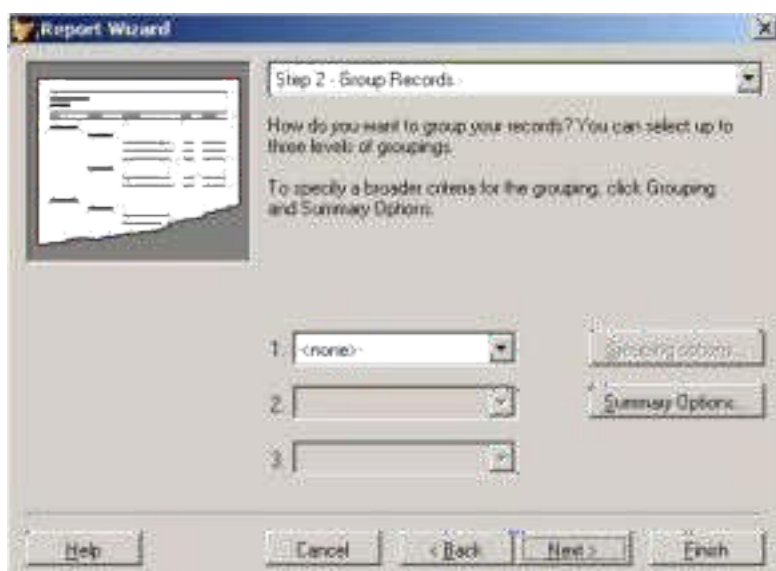 Report Wizard
Step 2 - Group Records
How do you want to group your records? You can select up to
three levels of groupings.
To specify a broader criteria for the grouping, click Grouping
and Summary Options.
1. <none>
Grouping options...
2.
Summary Options...
3.
Help
Cancel
< Back
Next >
Finish